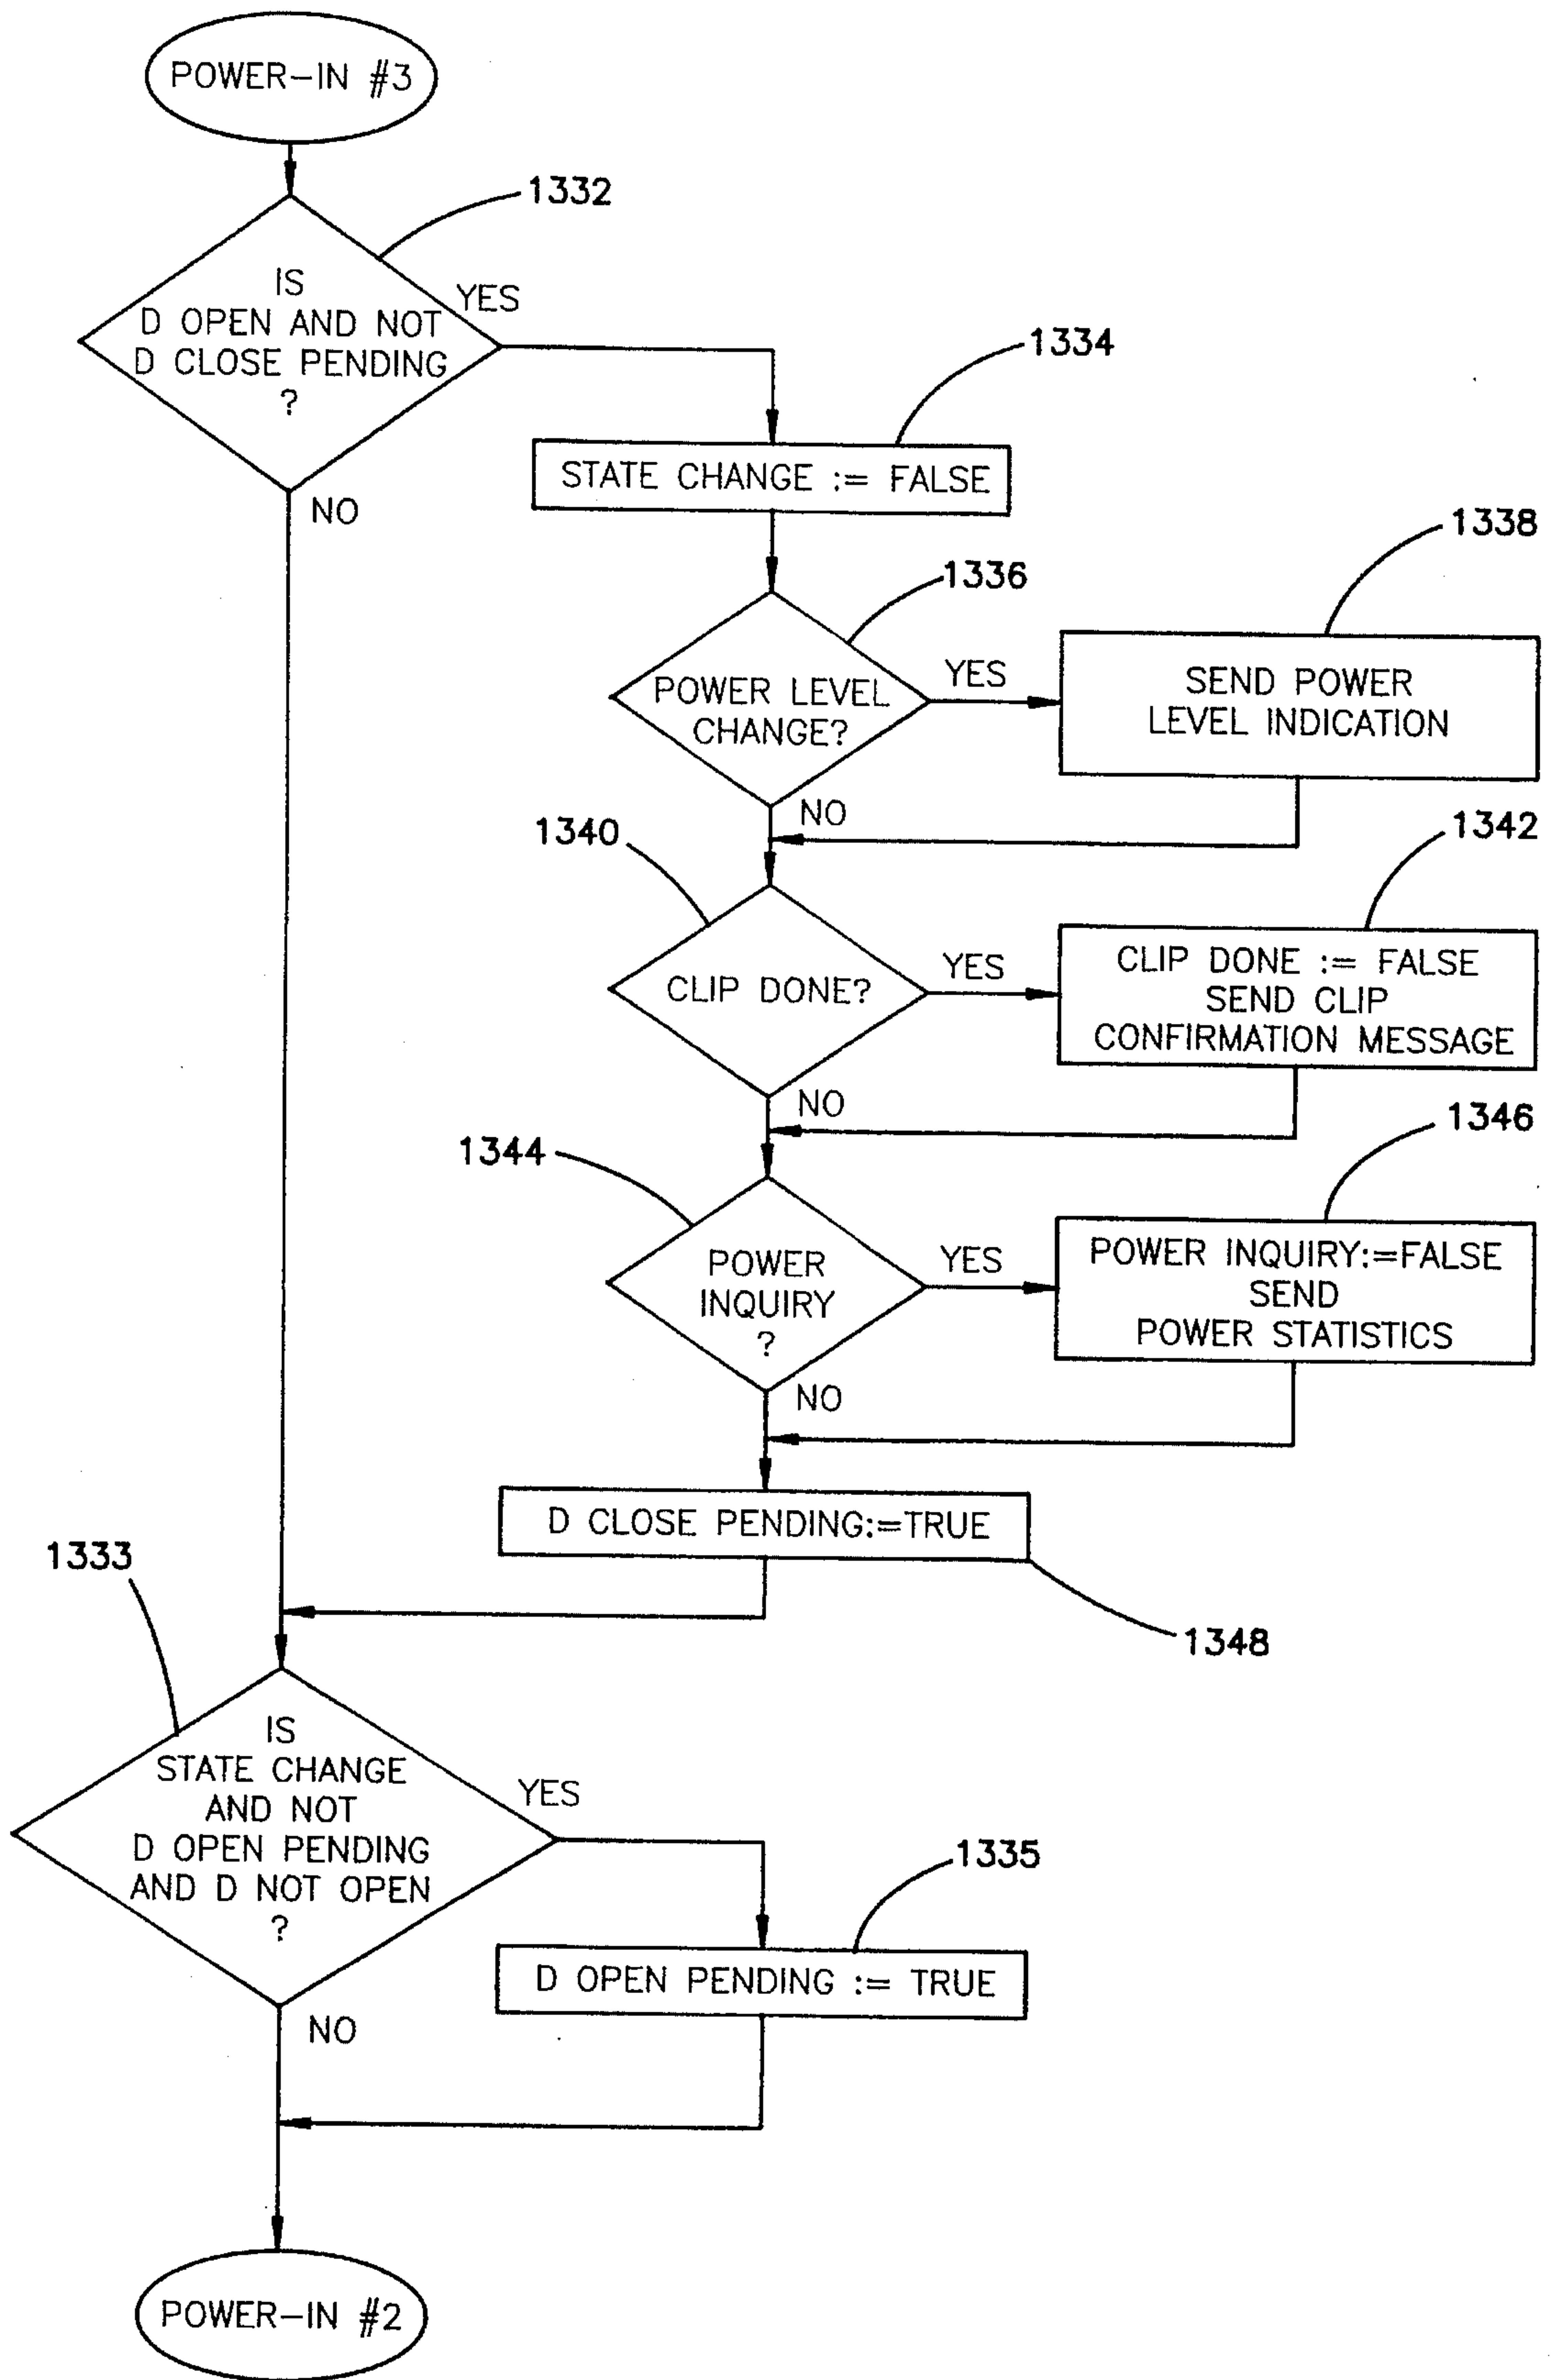 POWER-IN #3
1332
IS
D OPEN AND NOT
D CLOSE PENDING
?
YES
NO
1334
STATE CHANGE := FALSE
1336
POWER LEVEL
CHANGE?
YES
NO
1338
SEND POWER
LEVEL INDICATION
1340
CLIP DONE?
YES
NO
1342
CLIP DONE := FALSE
SEND CLIP
CONFIRMATION MESSAGE
1344
POWER
INQUIRY
?
YES
NO
1346
POWER INQUIRY:=FALSE
SEND
POWER STATISTICS
D CLOSE PENDING:=TRUE
1348
1333
IS
STATE CHANGE
AND NOT
D OPEN PENDING
AND D NOT OPEN
?
YES
NO
1335
D OPEN PENDING := TRUE
POWER-IN #2